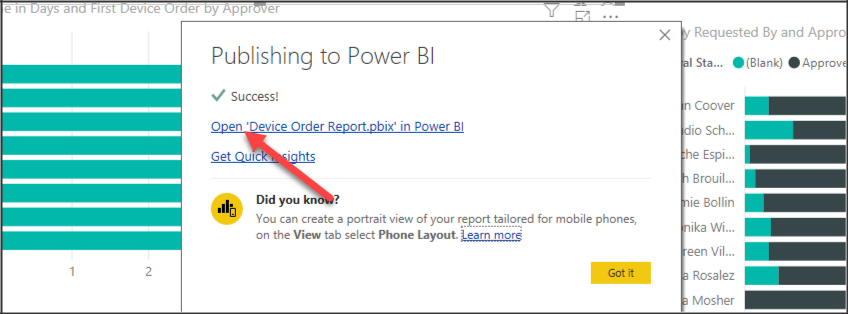 e in Days and First Device Order by Approver
1
2
Publishing to Power BI
Success!
Open 'Device Order Report.pbix' in Power BI
Get Quick Insights
Did you know?
You can create a portrait view of your report tailored for mobile phones,
on the View tab select Phone Layout. Learn more
Got it
y Requested By and Appro
al Sta... (Blank) Approve
n Coover
dio Sch...
che Espi...
h Brouil...
mie Bollin
onika Wi...
reen Vil...
a Rosalez
a Mosher